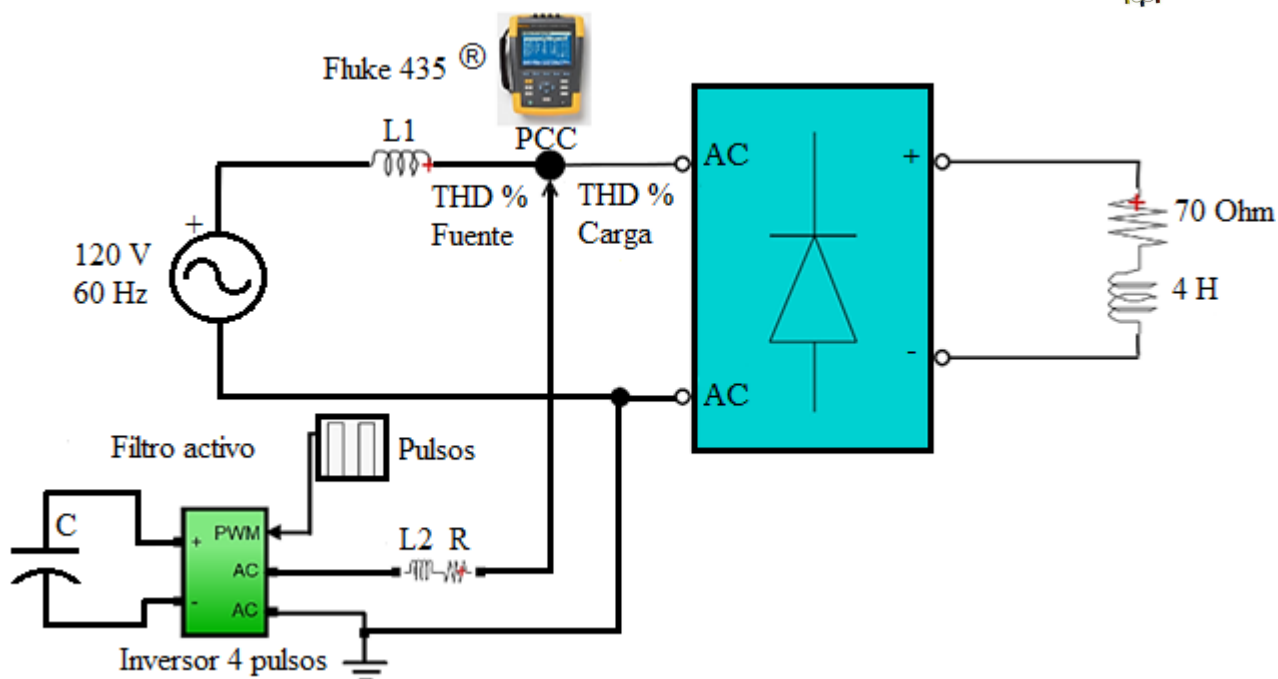 Fluke 435 ®
L1
PCC
THD %
Fuente
THD %
Carga
120 V
60 Hz
+
AC
AC
+
-
70 Ohm
4 H
Filtro activo
Pulsos
C
+
-
PWM
AC
AC
L2 R
Inversor 4 pulsos